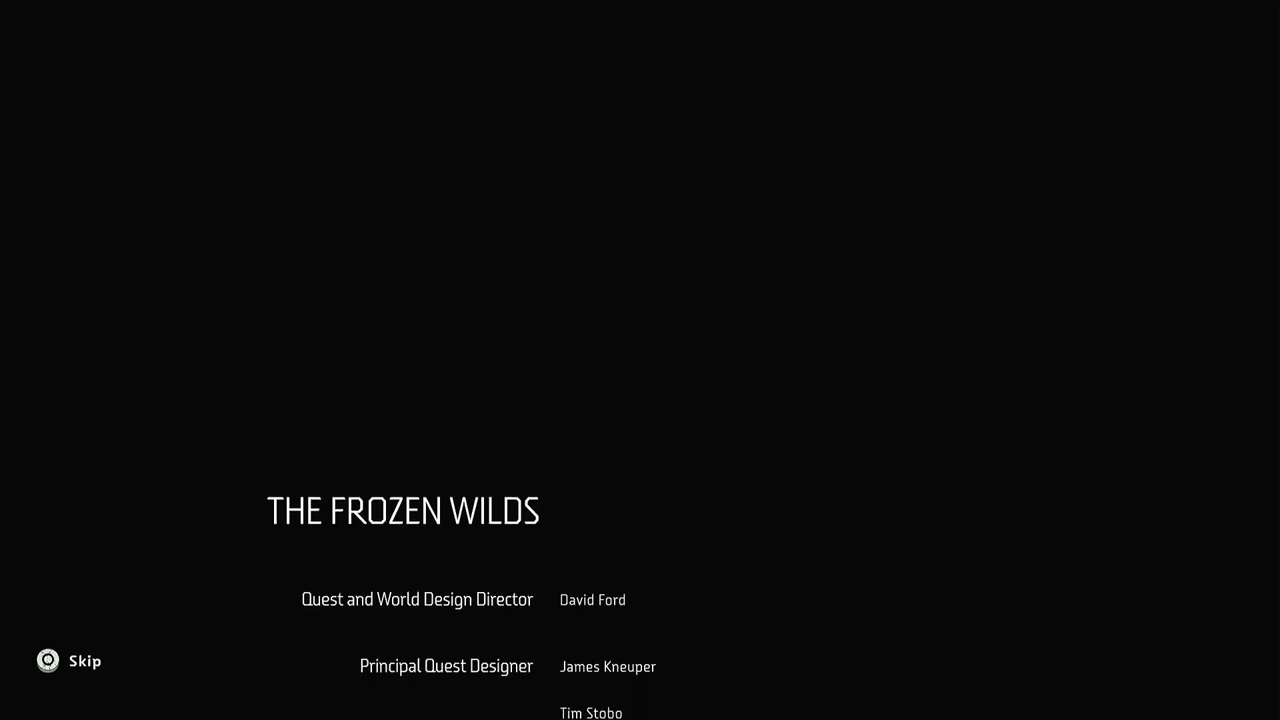 THE FROZEN WILDS
Quest and World Design Director David Ford
Skip
Principal Quest Designer James Kneuper
Tim Stobo